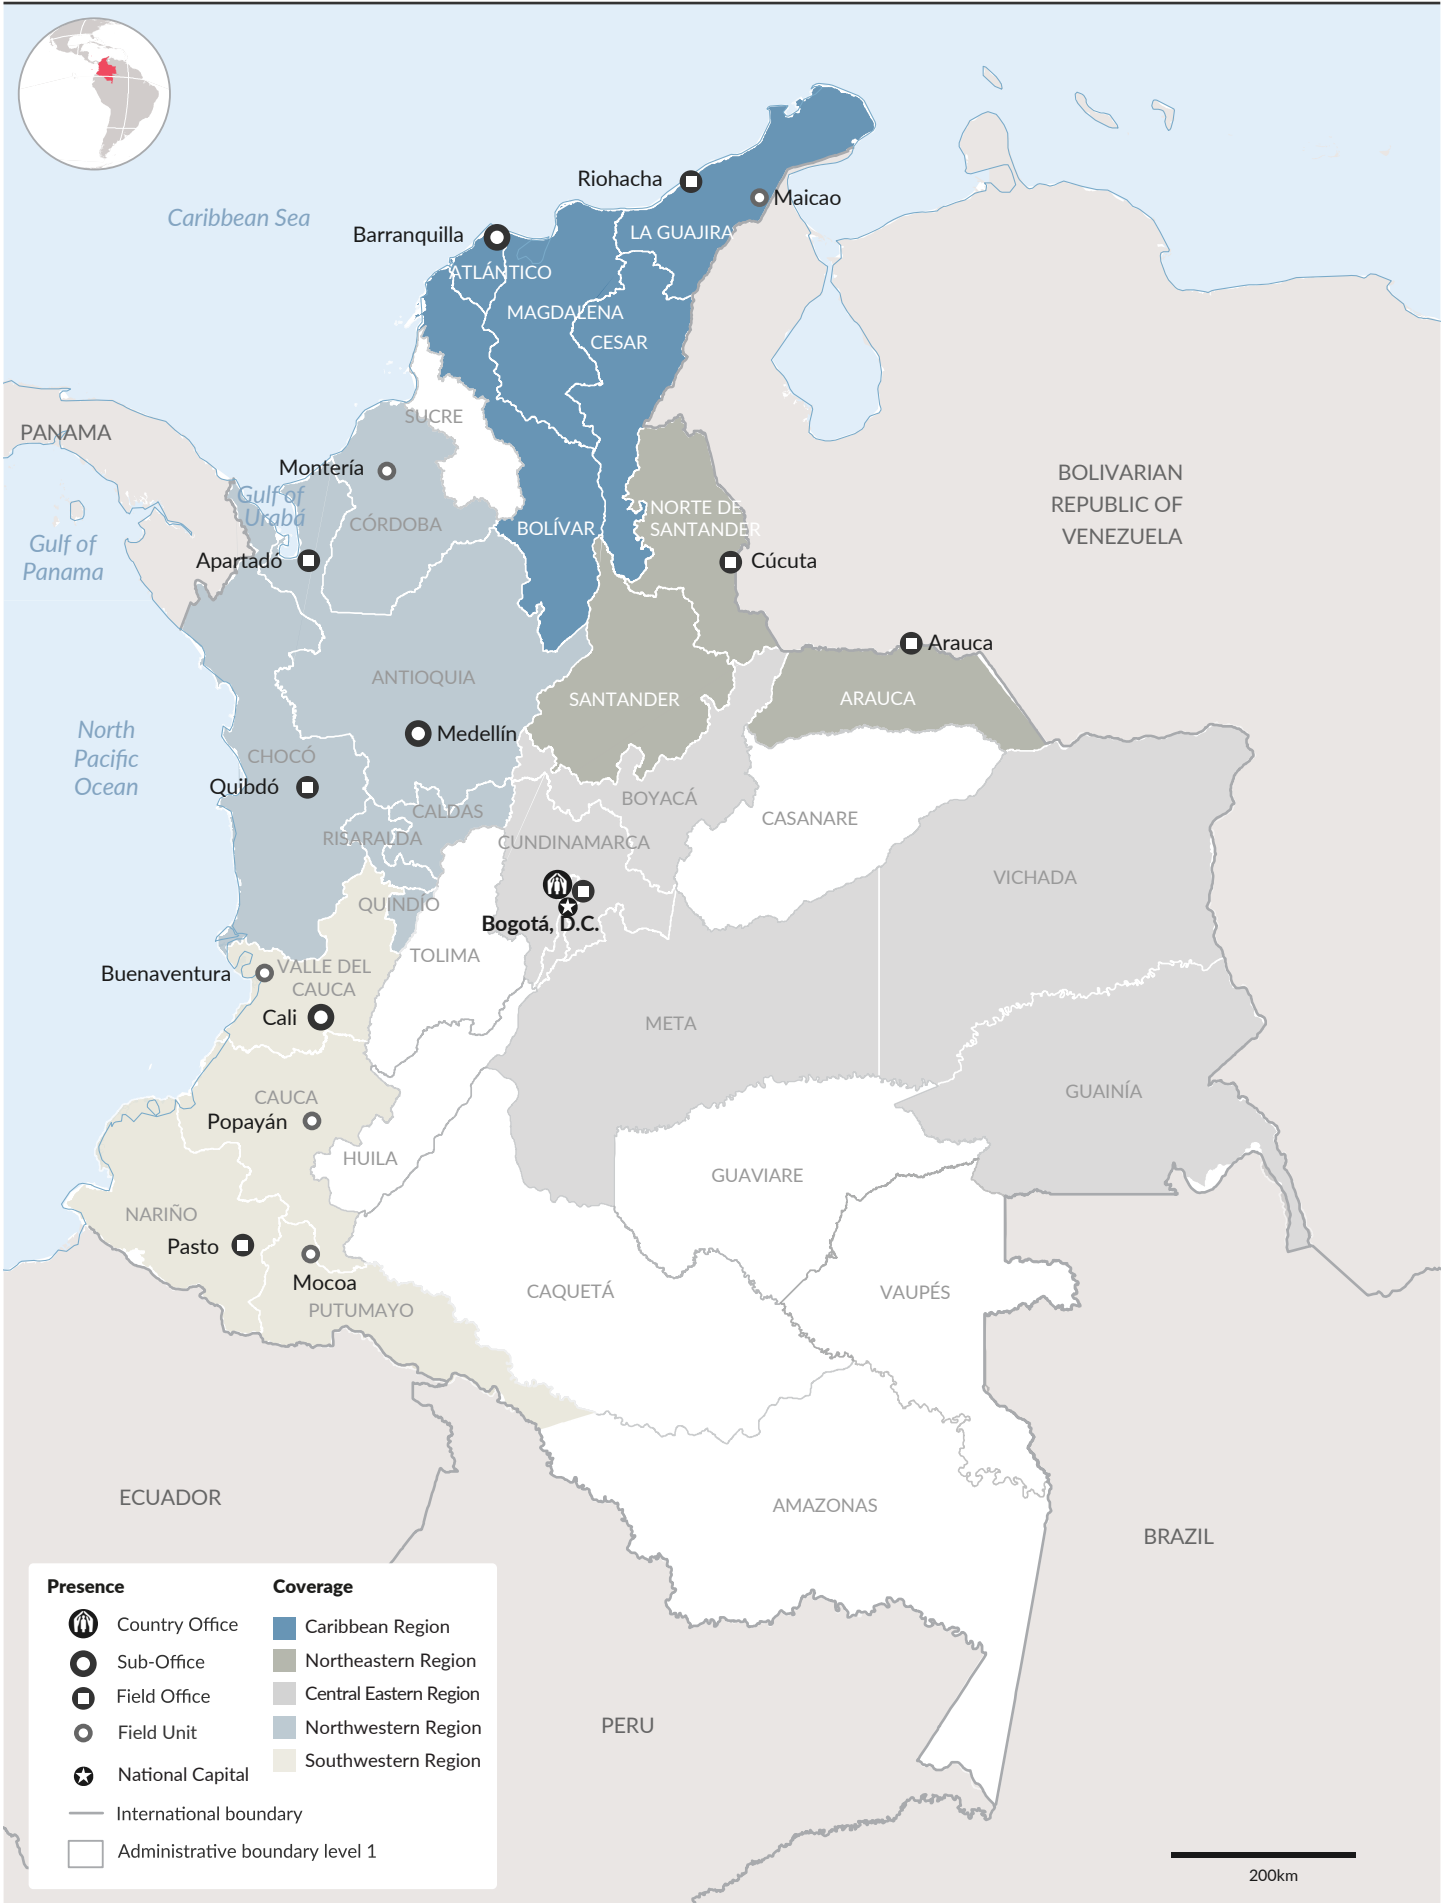 Riohacha
Maicao
Caribbean Sea
Barranquilla
LA GUAJIRA
ATLÁNTICO
MAGDALENA
CESAR
SUCRE
PANAMA
Montería
BOLIVARIAN
REPUBLIC OF
VENEZUELA
Gulf of
Urabá
CÓRDOBA
BOLÍVAR
NORTE DE
SANTANDER
Gulf of
Panama
Apartadó
Cúcuta
Arauca
ANTIOQUIA
SANTANDER
ARAUCA
North
Pacific
Ocean
Medellín
CHOCÓ
Quibdó
BOYACÁ
CALDAS
CASANARE
RISARALDA
CUNDINAMARCA
VICHADA
QUINDÍO
Bogotá, D.C.
TOLIMA
Buenaventura
VALLE DEL
CAUCA
Cali
META
CAUCA
GUAINÍA
Popayán
HUILA
GUAVIARE
NARIÑO
Pasto
Mocoa
PUTUMAYO
CAQUETÁ
VAUPÉS
ECUADOR
AMAZONAS
BRAZIL
PERU
Presence
Country Office
Sub-Office
Field Office
Field Unit
National Capital
International boundary
Administrative boundary level 1
Coverage
Caribbean Region
Northeastern Region
Central Eastern Region
Northwestern Region
Southwestern Region
200km